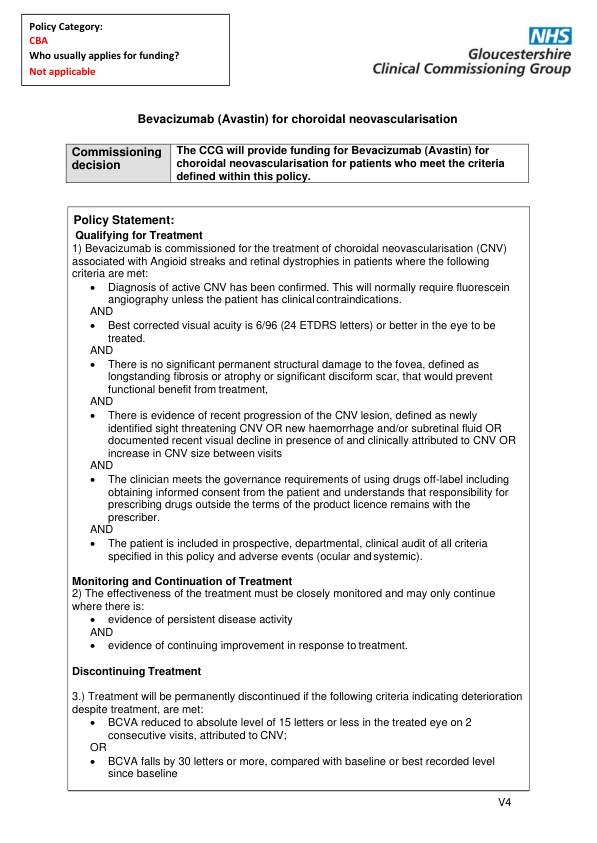 Policy Category:
CBA
Who usually applies for funding?
Not applicable
NHS
Gloucestershire
Clinical Commissioning Group
Bevacizumab (Avastin) for choroidal neovascularisation
Commissioning
decision
The CCG will provide funding for Bevacizumab (Avastin) for
choroidal neovascularisation for patients who meet the criteria
defined within this policy.
Policy Statement:
Qualifying for Treatment
1) Bevacizumab is commissioned for the treatment of choroidal neovascularisation (CNV)
associated with Angioid streaks and retinal dystrophies in patients where the following
criteria are met:
• Diagnosis of active CNV has been confirmed. This will normally require fluorescein
angiography unless the patient has clinical contraindications.
AND
• Best corrected visual acuity is 6/96 (24 ETDRS letters) or better in the eye to be
treated.
AND
• There is no significant permanent structural damage to the fovea, defined as
longstanding fibrosis or atrophy or significant disciform scar, that would prevent
functional benefit from treatment,
AND
• There is evidence of recent progression of the CNV lesion, defined as newly
identified sight threatening CNV OR new haemorrhage and/or subretinal fluid OR
documented recent visual decline in presence of and clinically attributed to CNV OR
increase in CNV size between visits
AND
• The clinician meets the governance requirements of using drugs off-label including
obtaining informed consent from the patient and understands that responsibility for
prescribing drugs outside the terms of the product licence remains with the
prescriber.
AND
• The patient is included in prospective, departmental, clinical audit of all criteria
specified in this policy and adverse events (ocular and systemic).
Monitoring and Continuation of Treatment
2) The effectiveness of the treatment must be closely monitored and may only continue
where there is:
• evidence of persistent disease activity
AND
• evidence of continuing improvement in response to treatment.
Discontinuing Treatment
3.) Treatment will be permanently discontinued if the following criteria indicating deterioration
despite treatment, are met:
• BCVA reduced to absolute level of 15 letters or less in the treated eye on 2
consecutive visits, attributed to CNV;
OR
• BCVA falls by 30 letters or more, compared with baseline or best recorded level
since baseline
V4